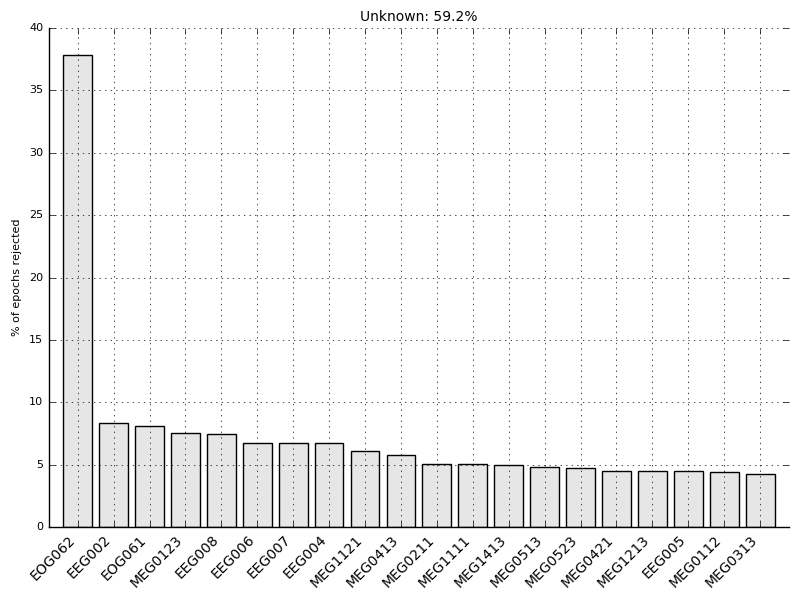 Unknown: 59.2%
40
35
30
25
20
15
10
5
0
% of epochs rejected
EOG062
EEG002
EOG061
MEG0123
EEG008
EEG006
EEG007
EEG004
MEG1121
MEG0413
MEG0211
MEG1111
MEG1413
MEG0513
MEG0523
MEG0421
MEG1213
EEG005
MEG0112
MEG0313